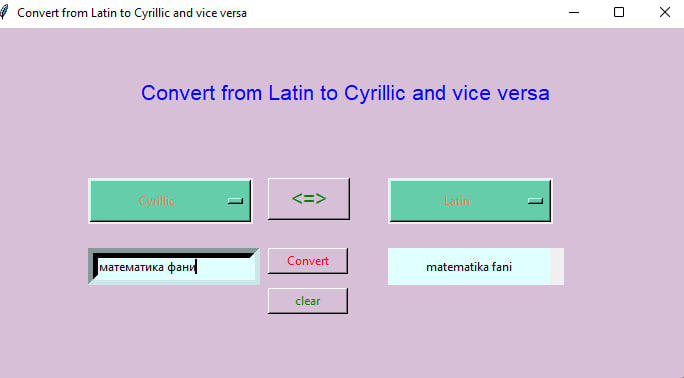 Convert from Latin to Cyrillic and vice versa
Convert from Latin to Cyrillic and vice versa
Cyrillic <=> Latin
математика фани Convert matematika fani
clear